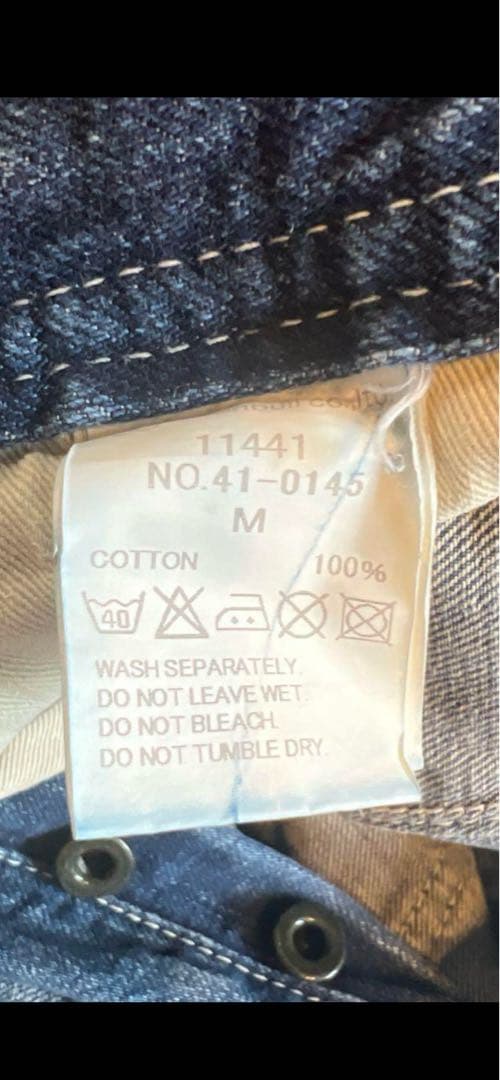 11441
NO.41-0145
M
COTTON 100%
40
WASH SEPARATELY.
DO NOT LEAVE WET.
DO NOT BLEACH.
DO NOT TUMBLE DRY.